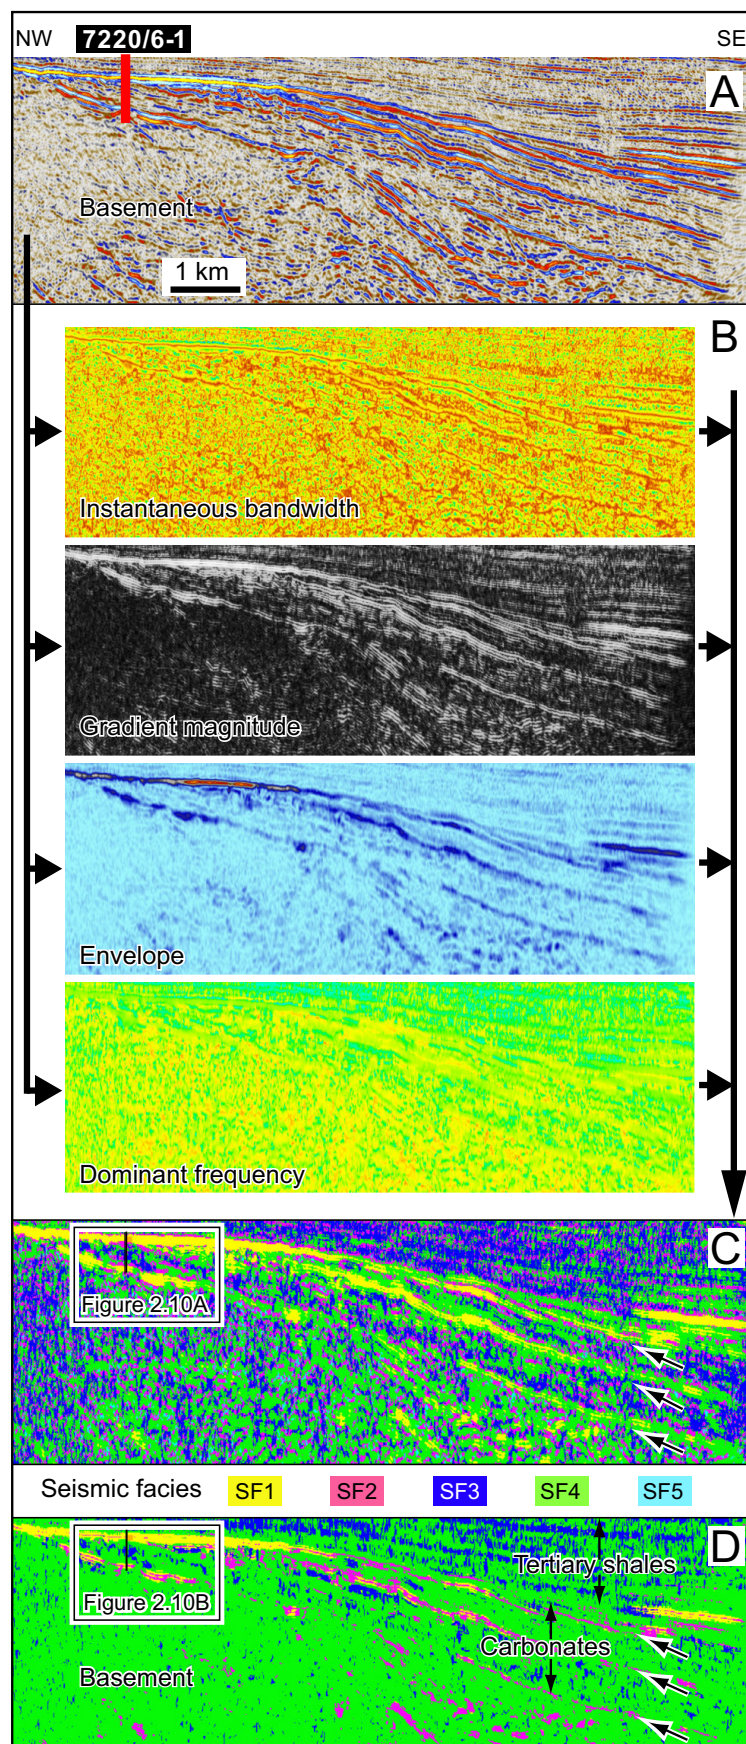 NW 7220/6-1 SE
A
Basement
1 km
B
Instantaneous bandwidth
Gradient magnitude
Envelope
Dominant frequency
C
Figure 2.10A
Seismic facies SF1 SF2 SF3 SF4 SF5
D
Tertiary shales
Figure 2.10B
Carbonates
Basement